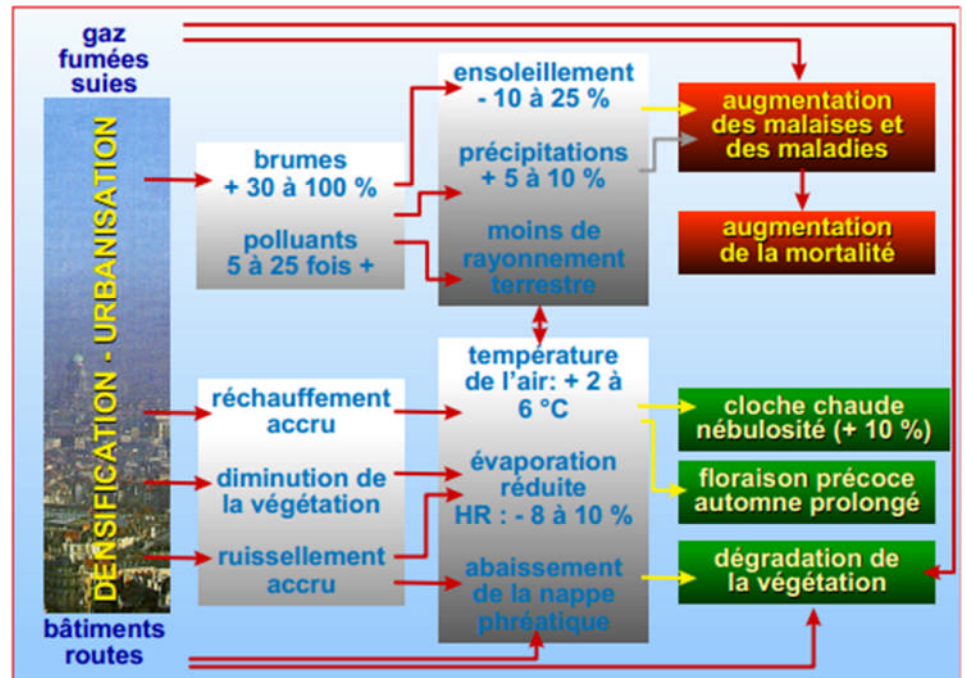 gaz
fumées
suies
DENSIFICATION - URBANISATION
bâtiments
routes
brumes
+ 30 à 100 %
polluants
5 à 25 fois +
réchauffement
accru
diminution de
la végétation
ruissellement
accru
ensoleillement
- 10 à 25 %
précipitations
+ 5 à 10 %
moins de
rayonnement
terrestre
température
de l'air: + 2 à
6 °C
évaporation
réduite
HR : - 8 à 10 %
abaissement
de la nappe
phréatique
augmentation
des malaises et
des maladies
augmentation
de la mortalité
cloche chaude
nébulosité (+ 10 %)
floraison précoce
automne prolongé
dégradation de
la végétation